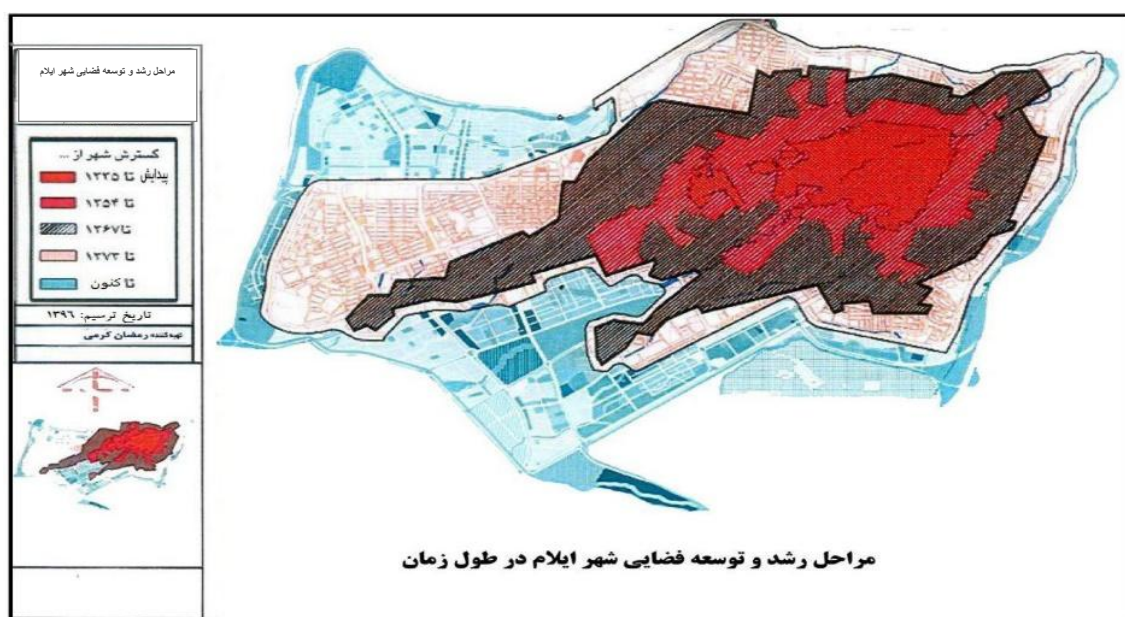 مراحل رشد و توسعه فضایی شهر ایلام
گسترش شهر از ...
پیدایش تا ۱۳۳۵
تا ۱۳۵۴
تا ۱۳۶۷
تا ۱۳۷۳
تا کنون
تاریخ ترسیم: ۱۳۹۶
تهیه‌کننده رمضان کرمی
مراحل رشد و توسعه فضایی شهر ایلام در طول زمان